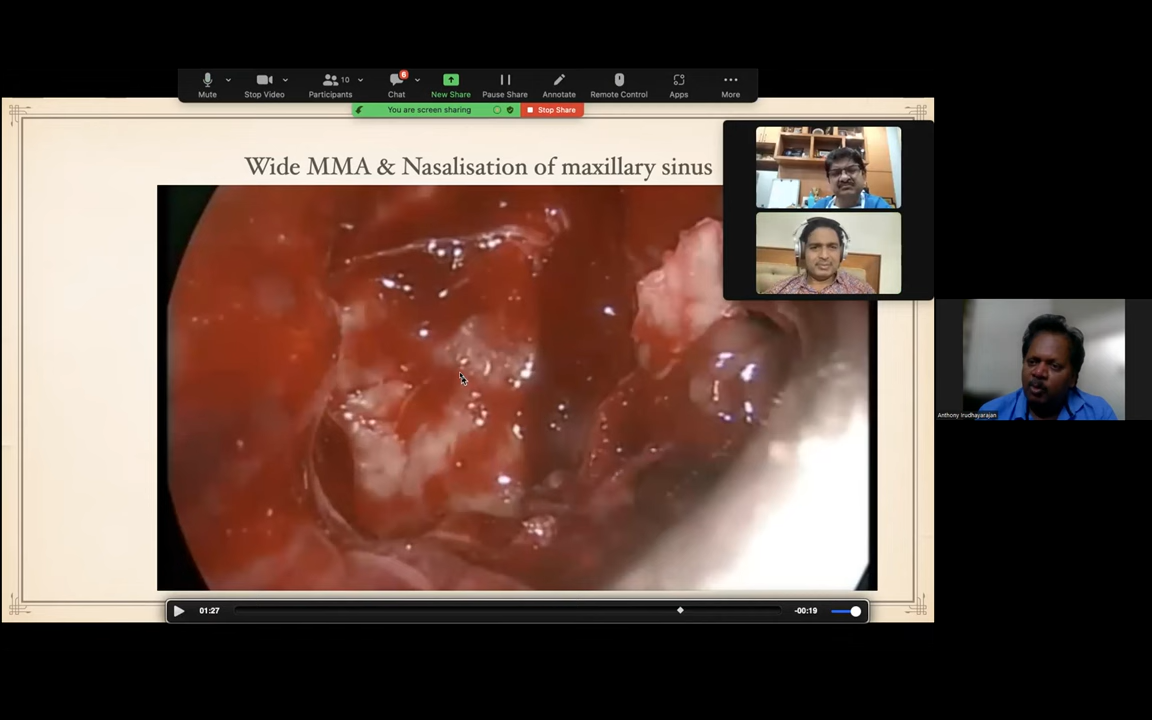 10
6
Mute
Stop Video
Participants
Chat
New Share
Pause Share
Annotate
Remote Control
Apps
More
You are screen sharing
Stop Share
Wide MMA & Nasalisation of maxillary sinus
Anthony Irudhayarajan
01:27
-00:19